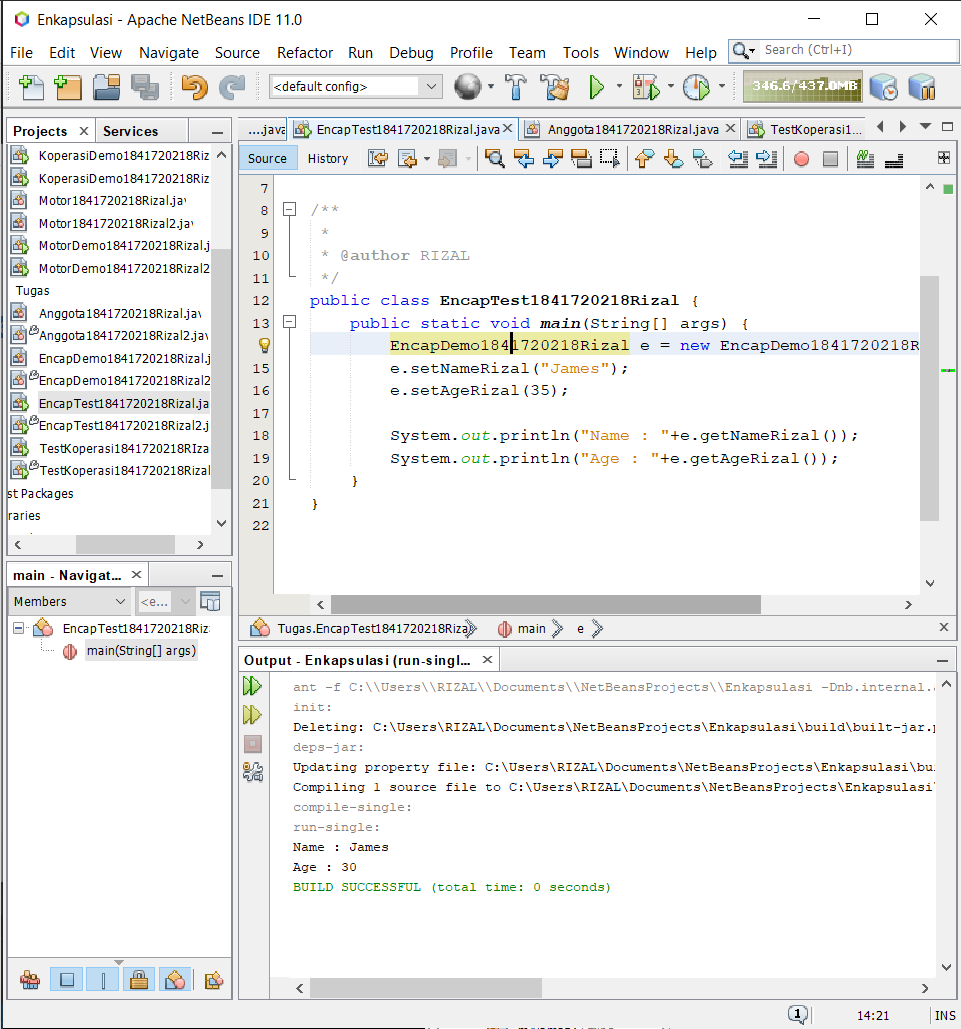 Enkapsulasi - Apache NetBeans IDE 11.0
File Edit View Navigate Source Refactor Run Debug Profile Team Tools Window Help Search (Ctrl+I)
<default config> 346.6/437.0MB
Projects Services
KoperasiDemo1841720218Riz
KoperasiDemo1841720218Riz
Motor1841720218Rizal.jav
Motor1841720218Rizal2.jav
MotorDemo1841720218Rizal.j
MotorDemo1841720218Rizal2
Tugas
Anggota1841720218Rizal.jav
Anggota1841720218Rizal2.jav
EncapDemo1841720218Rizal.j
EncapDemo1841720218Rizal2
EncapTest1841720218Rizal.ja
EncapTest1841720218Rizal2.j
TestKoperasi1841720218RIzal
TestKoperasi1841720218Rizal
st Packages
raries
....java EncapTest1841720218Rizal.java Anggota1841720218Rizal.java TestKoperasi1...
Source History
7
8 /**
9 *
10 * @author RIZAL
11 */
12 public class EncapTest1841720218Rizal {
13 public static void main(String[] args) {
EncapDemo1841720218Rizal e = new EncapDemo1841720218R
15 e.setNameRizal("James");
16 e.setAgeRizal(35);
17
18 System.out.println("Name : "+e.getNameRizal());
19 System.out.println("Age : "+e.getAgeRizal());
20 }
21 }
22
Tugas.EncapTest1841720218Rizal main e
main - Navigat...
Members <e...
EncapTest1841720218Riz
main(String[] args)
Output - Enkapsulasi (run-singl...
ant -f C:\\Users\\RIZAL\\Documents\\NetBeansProjects\\Enkapsulasi -Dnb.internal.
init:
Deleting: C:\Users\RIZAL\Documents\NetBeansProjects\Enkapsulasi\build\built-jar.p
deps-jar:
Updating property file: C:\Users\RIZAL\Documents\NetBeansProjects\Enkapsulasi\bui
Compiling 1 source file to C:\Users\RIZAL\Documents\NetBeansProjects\Enkapsulasi\
compile-single:
run-single:
Name : James
Age : 30
BUILD SUCCESSFUL (total time: 0 seconds)
1 14:21 INS